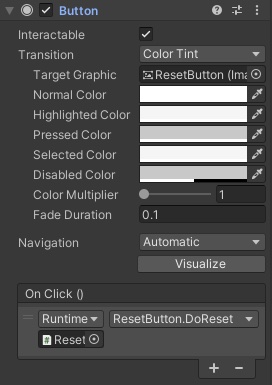 Button
Interactable
Transition Color Tint
Target Graphic ResetButton (Ima
Normal Color
Highlighted Color
Pressed Color
Selected Color
Disabled Color
Color Multiplier 1
Fade Duration 0.1
Navigation Automatic
Visualize
On Click ()
Runtime ResetButton.DoReset
Reset